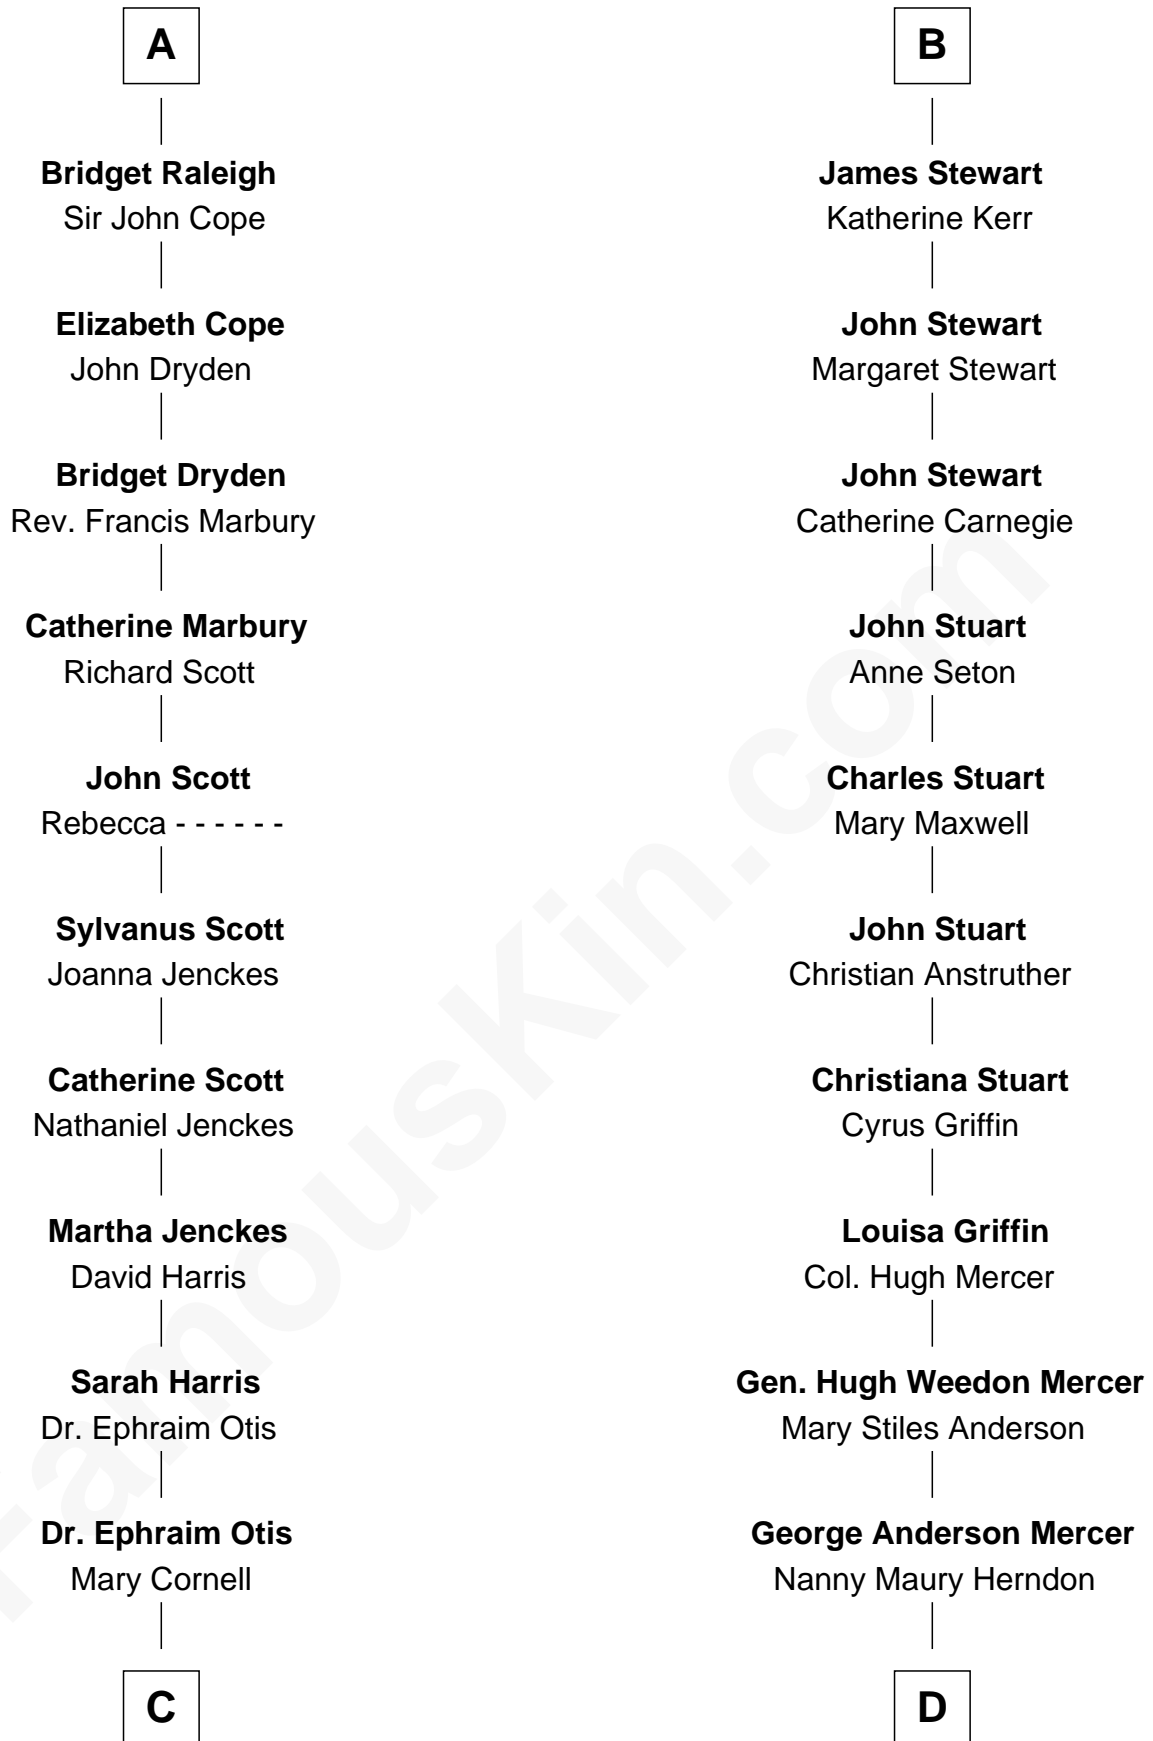 A
Bridget Raleigh
Sir John Cope
Elizabeth Cope
John Dryden
Bridget Dryden
Rev. Francis Marbury
Catherine Marbury
Richard Scott
John Scott
Rebecca - - - - - -
Sylvanus Scott
Joanna Jenckes
Catherine Scott
Nathaniel Jenckes
Martha Jenckes
David Harris
Sarah Harris
Dr. Ephraim Otis
Dr. Ephraim Otis
Mary Cornell
C
B
James Stewart
Katherine Kerr
John Stewart
Margaret Stewart
John Stewart
Catherine Carnegie
John Stuart
Anne Seton
Charles Stuart
Mary Maxwell
John Stuart
Christian Anstruther
Christiana Stuart
Cyrus Griffin
Louisa Griffin
Col. Hugh Mercer
Gen. Hugh Weedon Mercer
Mary Stiles Anderson
George Anderson Mercer
Nanny Maury Herndon
D
FamousKin.com